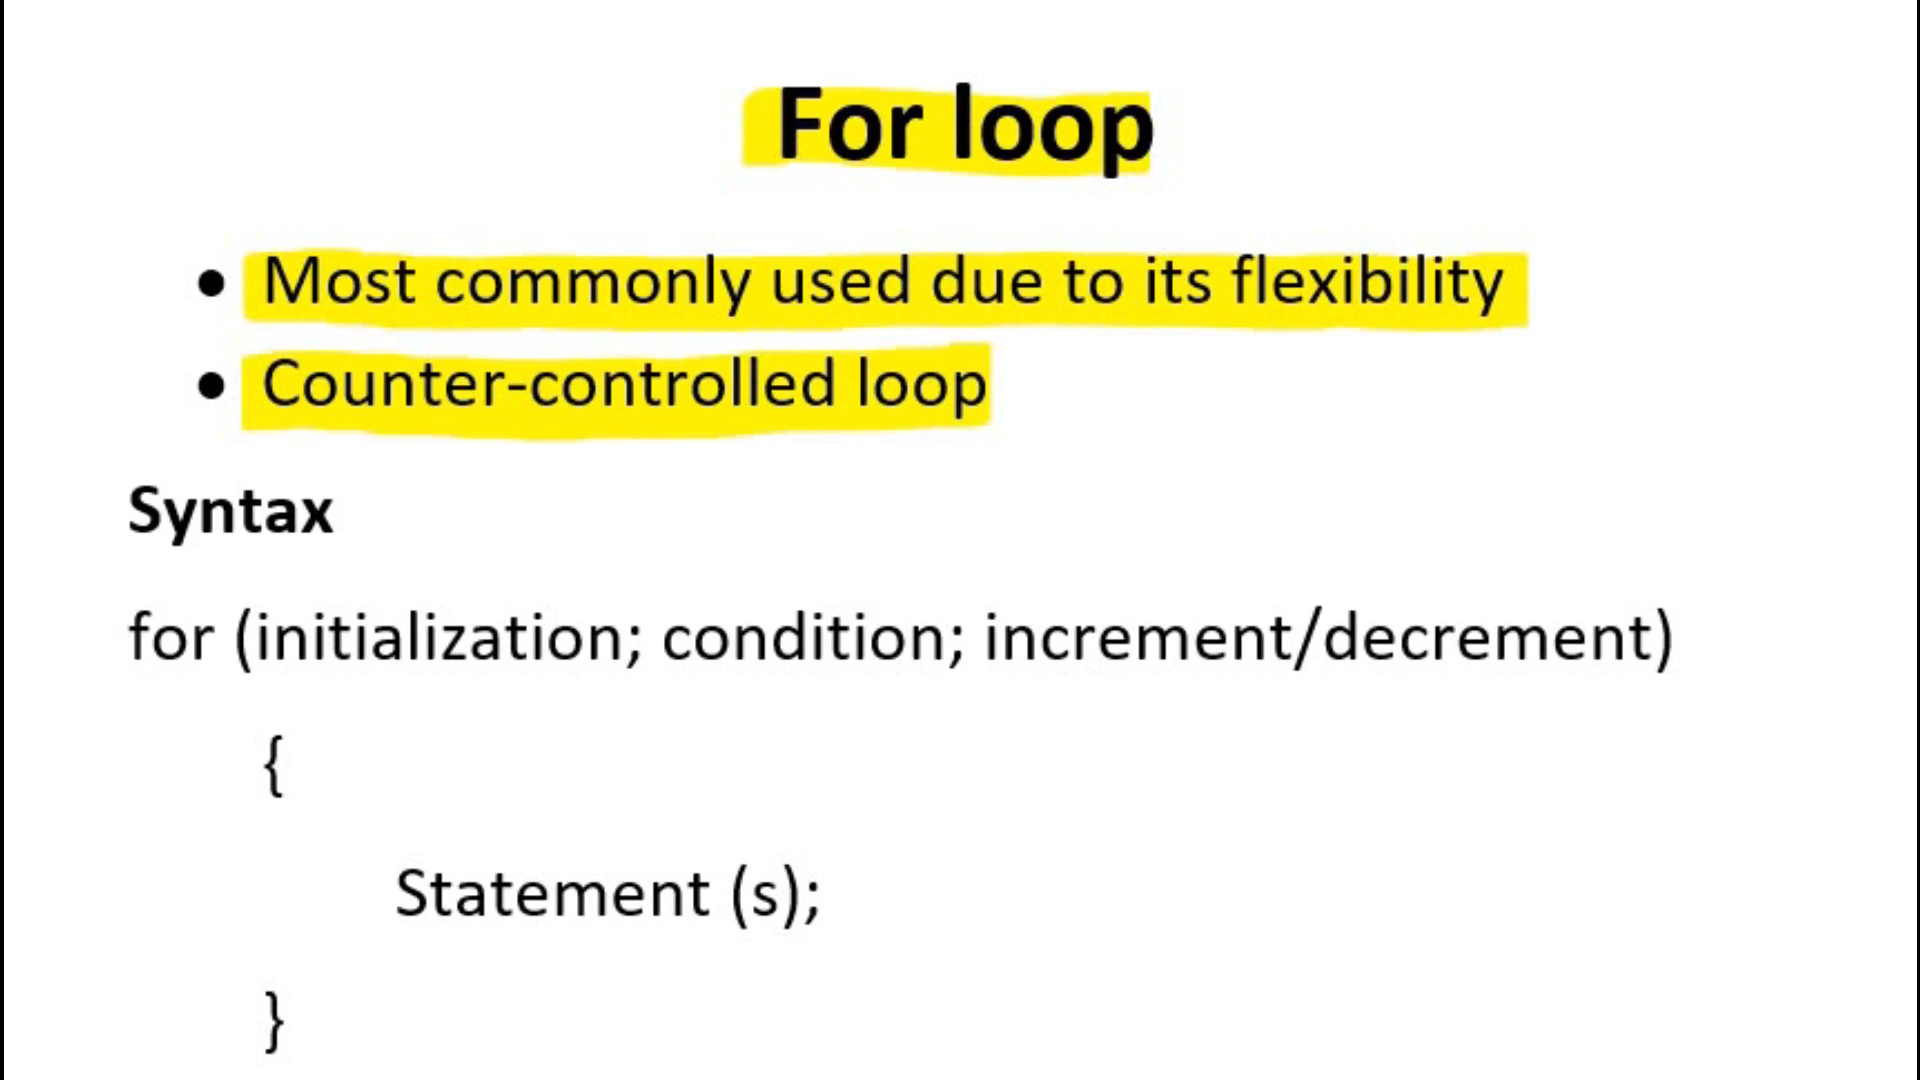 For loop
• Most commonly used due to its flexibility
• Counter-controlled loop
Syntax
for (initialization; condition; increment/decrement)
{
Statement (s);
}